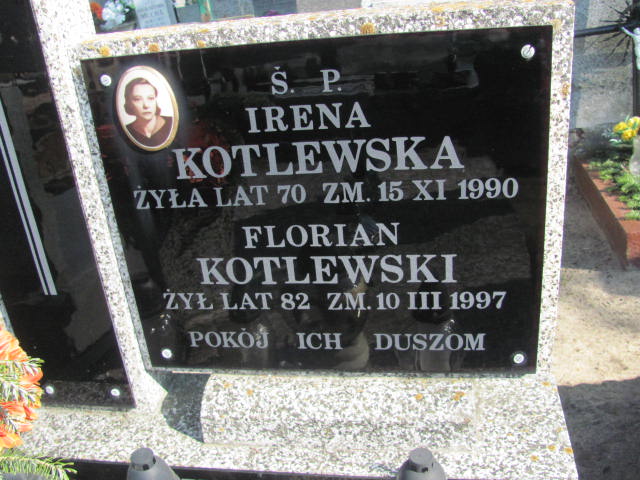 Ś. P.
IRENA
KOTLEWSKA
ŻYŁA LAT 70 ZM. 15 XI 1990
FLORIAN
KOTLEWSKI
ŻYŁ LAT 82 ZM. 10 III 1997
POKÓJ ICH DUSZOM